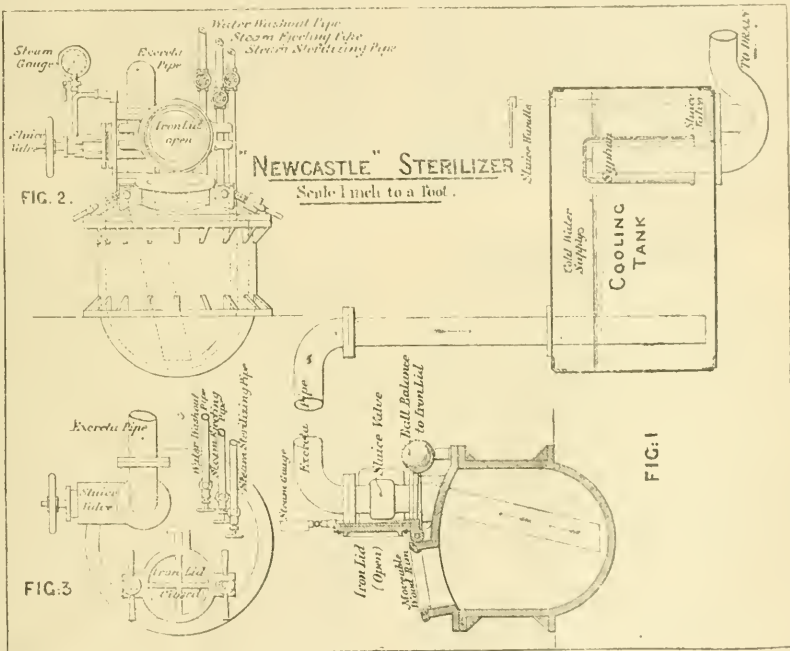 Water Washout Pipe
Steam Ejecting Pipe
Steam Sterilizing Pipe
Steam
Gauge
Excreta
Pipe
Sluice
Valve
Iron Lid
open
FIG. 2.
"NEWCASTLE" STERILIZER
Scale 1 inch to a Foot.
Sluice Handle
TO DRAIN
Sluice
Valve
Syphon
Cold Water
Supply
COOLING
TANK
Excreta Pipe
Water Washout
Pipe
Steam Ejecting
Pipe
Steam Sterilizing Pipe
Sluice
Valve
Iron Lid
Closed
FIG:3
Steam Gauge
Excreta
Pipe
Sluice Valve
Ball Balance
to Iron Lid
Iron Lid
(Open)
Moveable
Wood Rim
FIG:1